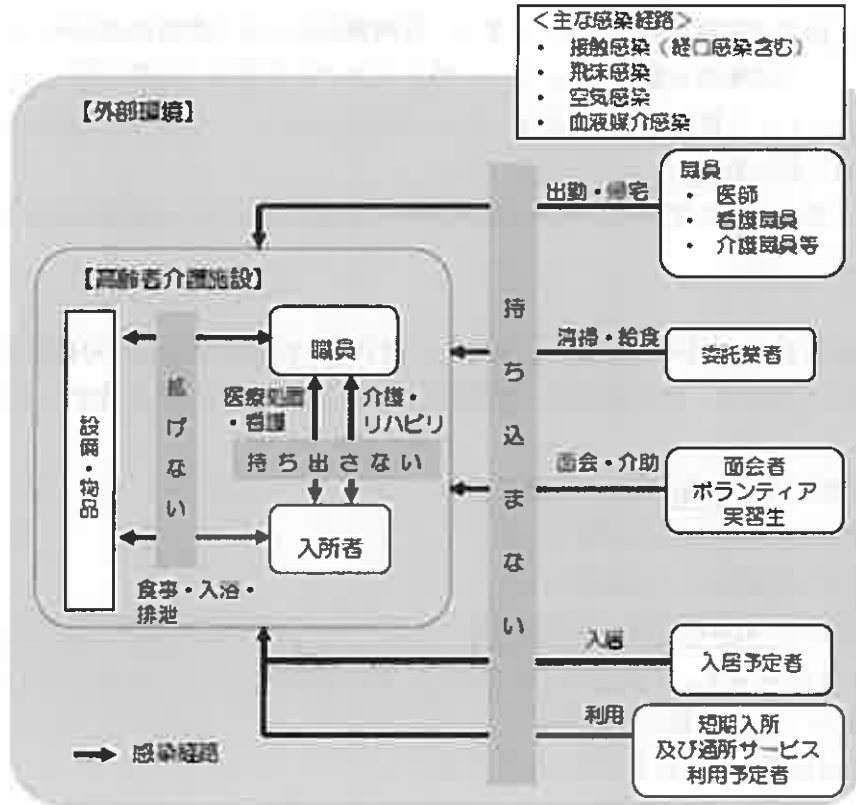 ＜主な感染経路＞
・ 接触感染（経口感染含む）
・ 飛沫感染
・ 空気感染
・ 血液媒介感染
【外部環境】
職員
・ 医師
・ 看護職員
・ 介護職員等
出勤・帰宅
【高齢者介護施設】
職員
持ち込まない
清掃・給食
委託業者
設備・物品
拡げない
医療処置
・看護
介護・
リハビリ
持ち出さない
面会・介助
面会者
ボランティア
実習生
入所者
食事・入浴・
排泄
入居
入居予定者
利用
短期入所
及び通所サービス
利用予定者
感染経路